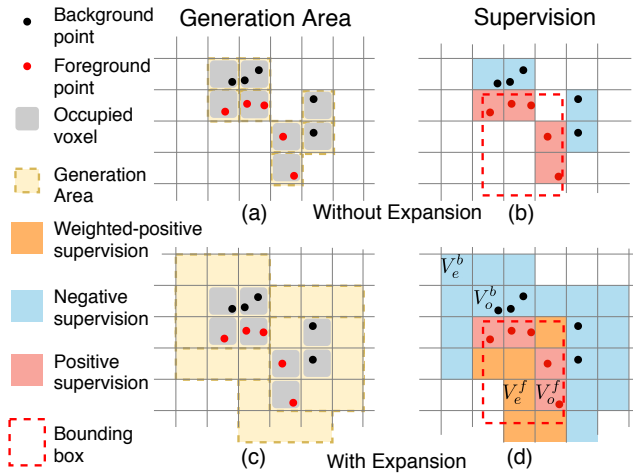 Background
point
Foreground
point
Occupied
voxel
Generation
Area
Weighted-positive
supervision
Negative
supervision
Positive
supervision
Bounding
box
Generation Area
Supervision
(a)
Without Expansion
(b)
V_e^b
V_o^b
V_e^f
V_o^f
(c)
With Expansion
(d)